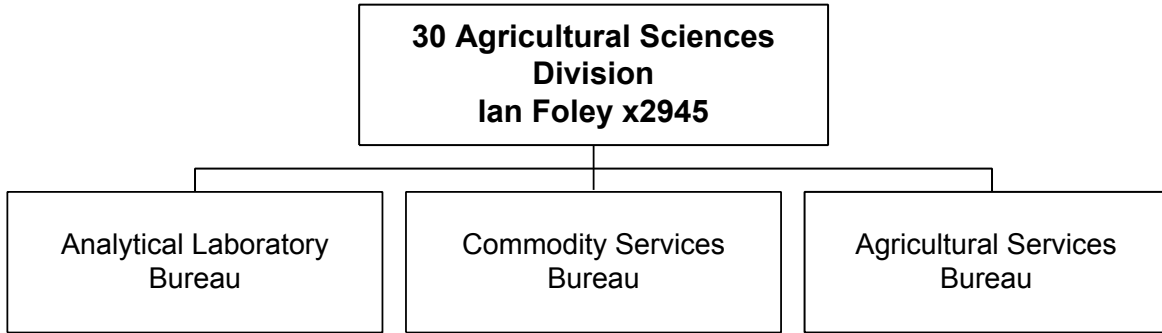 30 Agricultural Sciences
Division
Ian Foley x2945
Analytical Laboratory
Bureau
Commodity Services
Bureau
Agricultural Services
Bureau